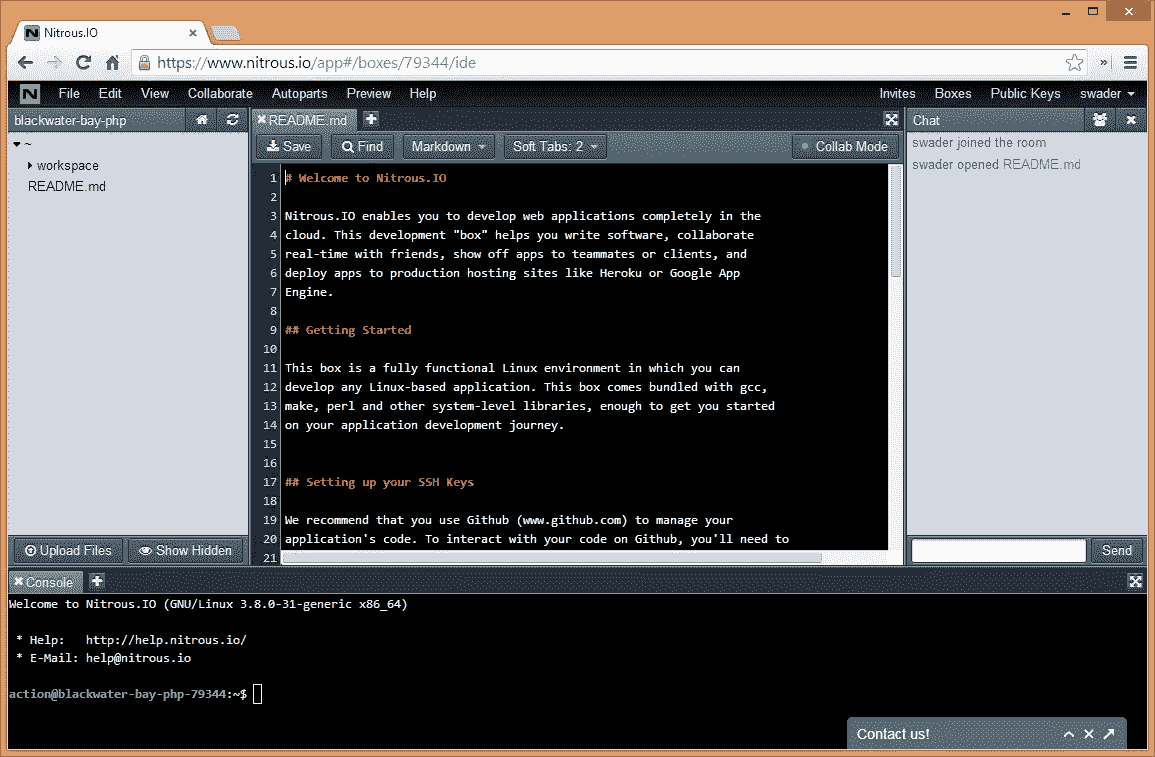 Nitrous.IO
https://www.nitrous.io/app#/boxes/79344/ide
N File Edit View Collaborate Autoparts Preview Help Invites Boxes Public Keys swader
blackwater-bay-php
~
workspace
README.md
Upload Files Show Hidden
README.md
Save Find Markdown Soft Tabs: 2 Collab Mode
1 # Welcome to Nitrous.IO
2
3 Nitrous.IO enables you to develop web applications completely in the
4 cloud. This development "box" helps you write software, collaborate
5 real-time with friends, show off apps to teammates or clients, and
6 deploy apps to production hosting sites like Heroku or Google App
7 Engine.
8
9 ## Getting Started
10
11 This box is a fully functional Linux environment in which you can
12 develop any Linux-based application. This box comes bundled with gcc,
13 make, perl and other system-level libraries, enough to get you started
14 on your application development journey.
15
16
17 ## Setting up your SSH Keys
18
19 We recommend that you use Github (www.github.com) to manage your
20 application's code. To interact with your code on Github, you'll need to
21
Chat
swader joined the room
swader opened README.md
Send
Console
Welcome to Nitrous.IO (GNU/Linux 3.8.0-31-generic x86_64)
* Help: http://help.nitrous.io/
* E-Mail: help@nitrous.io
action@blackwater-bay-php-79344:~$
Contact us!